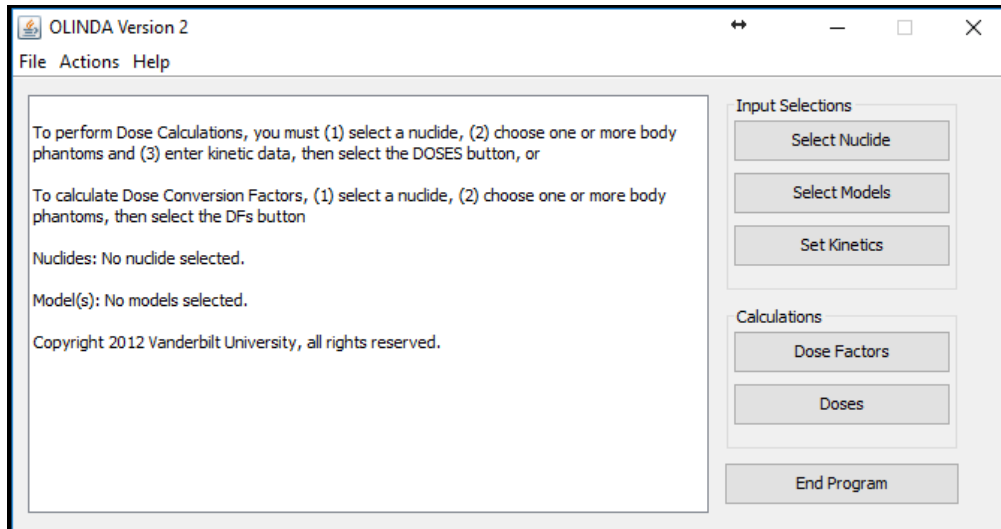 OLINDA Version 2
File Actions Help
To perform Dose Calculations, you must (1) select a nuclide, (2) choose one or more body
phantoms and (3) enter kinetic data, then select the DOSES button, or
To calculate Dose Conversion Factors, (1) select a nuclide, (2) choose one or more body
phantoms, then select the DFs button
Nuclides: No nuclide selected.
Model(s): No models selected.
Copyright 2012 Vanderbilt University, all rights reserved.
Input Selections
Select Nuclide
Select Models
Set Kinetics
Calculations
Dose Factors
Doses
End Program